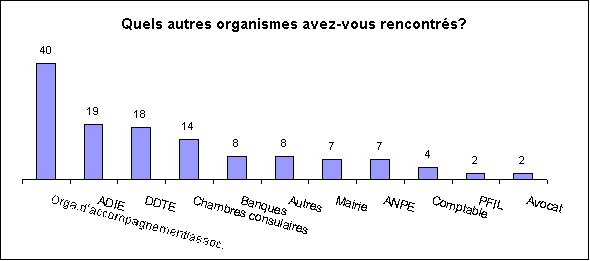 Quels autres organismes avez-vous rencontrés?
40
19
18
14
8
8
7
7
4
2
2
Orga.d'accompagnement/assoc.
ADIE
DDTE
Chambres consulaires
Banques
Autres
Mairie
ANPE
Comptable
PFIL
Avocat